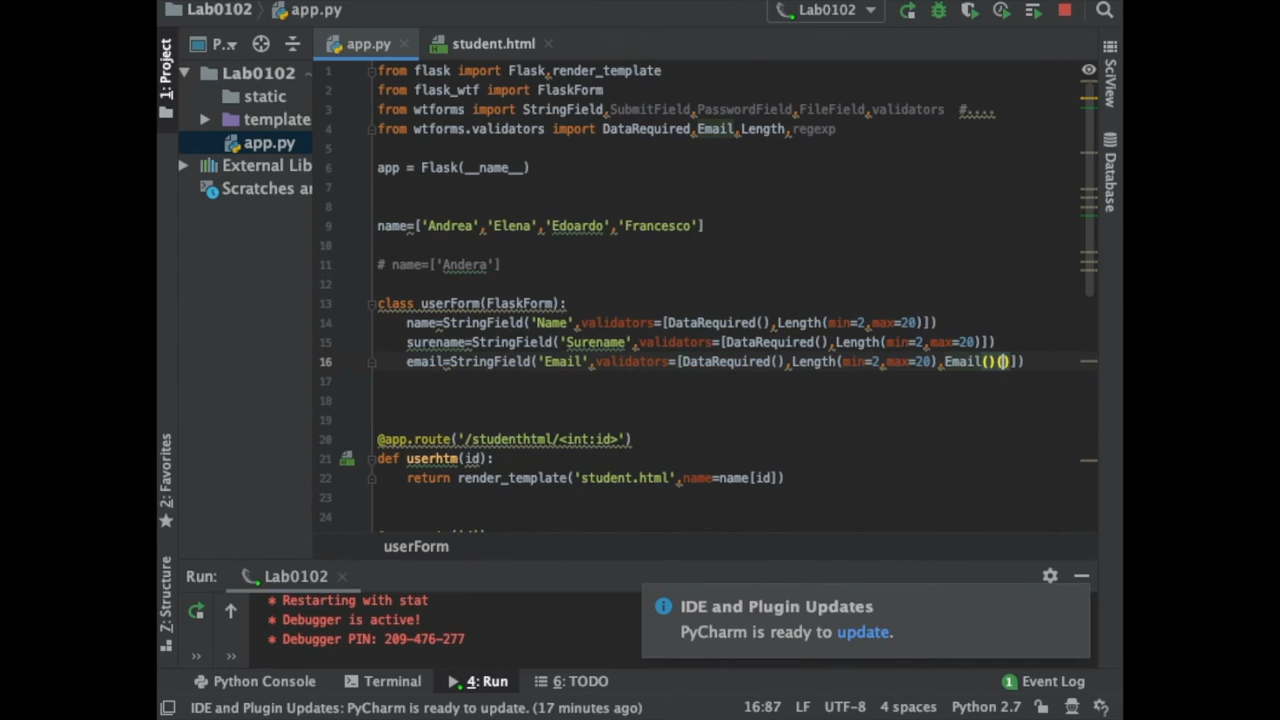 Lab0102 app.py Lab0102
1: Project P.. app.py student.html
Lab0102
static
template
app.py
External Lib
Scratches ar
1 from flask import Flask,render_template
2 from flask_wtf import FlaskForm
3 from wtforms import StringField,SubmitField,PasswordField,FileField,validators #....
4 from wtforms.validators import DataRequired,Email,Length,regexp
5
6 app = Flask(__name__)
7
8
9 name=['Andrea','Elena','Edoardo','Francesco']
10
11 # name=['Andera']
12
13 class userForm(FlaskForm):
14 name=StringField('Name',validators=[DataRequired(),Length(min=2,max=20)])
15 surename=StringField('Surename',validators=[DataRequired(),Length(min=2,max=20)])
16 email=StringField('Email',validators=[DataRequired(),Length(min=2,max=20),Email()()])
17
18
19
20 @app.route('/studenthtml/<int:id>')
21 def userhtm(id):
22 return render_template('student.html',name=name[id])
23
24
userForm
SciView
Database
2: Favorites
Z: Structure
Run: Lab0102
* Restarting with stat
* Debugger is active!
* Debugger PIN: 209-476-277
IDE and Plugin Updates
PyCharm is ready to update.
Python Console Terminal 4: Run 6: TODO 1 Event Log
IDE and Plugin Updates: PyCharm is ready to update. (17 minutes ago) 16:87 LF UTF-8 4 spaces Python 2.7